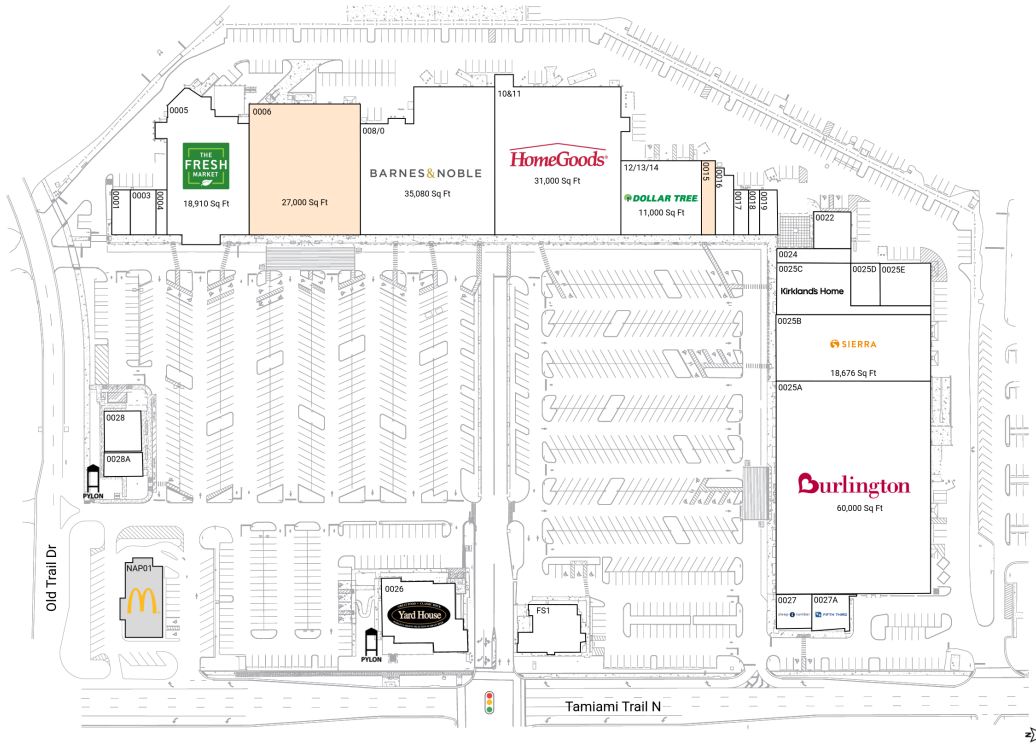 10&11
0005
0006
008/0
THE
FRESH
MARKET
18,910 Sq Ft
27,000 Sq Ft
BARNES&NOBLE
35,080 Sq Ft
HomeGoods
31,000 Sq Ft
12/13/14
DOLLAR TREE
11,000 Sq Ft
0001
0003
0004
0015
0016
0017
0018
0019
0022
0024
0025C
0025D
0025E
Kirkland's Home
0025B
SIERRA
18,676 Sq Ft
0025A
Burlington
60,000 Sq Ft
0028
0028A
PYLON
Old Trail Dr
NAP01
0026
Yard House
PYLON
FS1
0027
0027A
sleep number
FIFTH THIRD
Tamiami Trail N
N